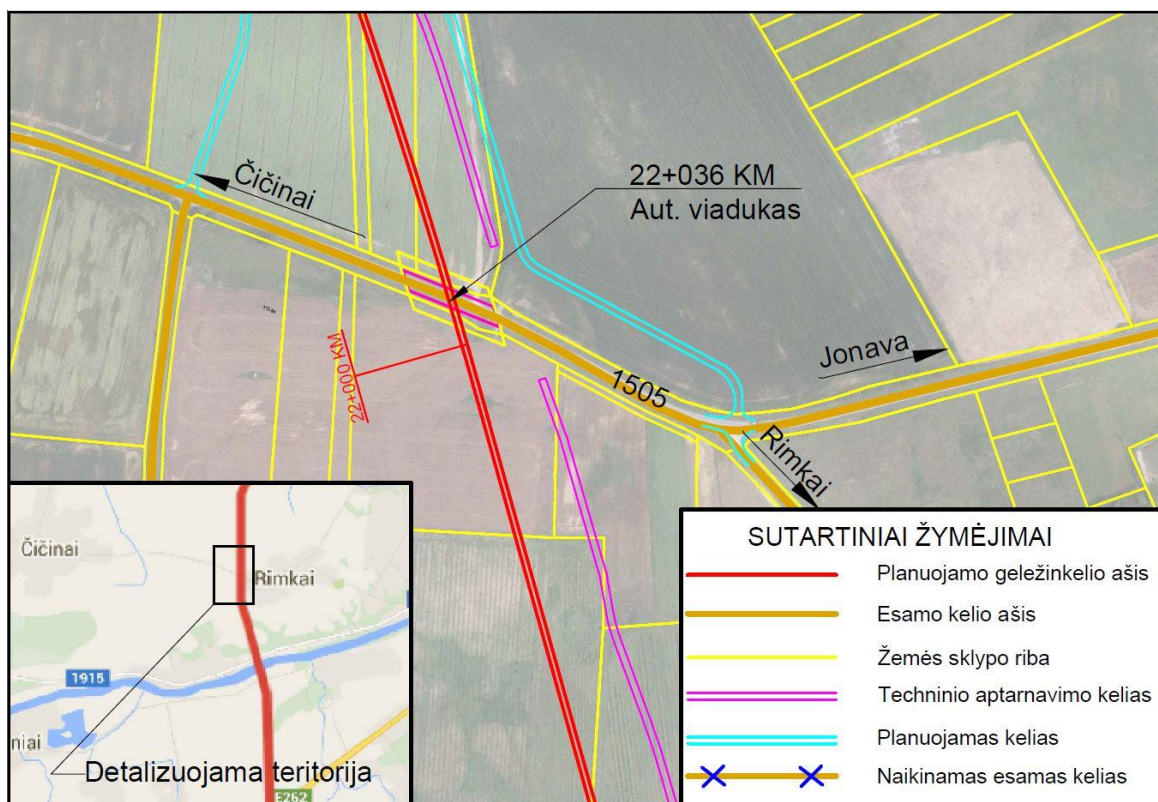 Čičinai
22+036 KM
Aut. viadukas
Jonava
22+000 KM
1505
Rimkai
Čičinai
Rimkai
1915
niai
Detalizuojama teritorija
E262
SUTARTINIAI ŽYMĖJIMAI
Planuojamo geležinkelio ašis
Esamo kelio ašis
Žemės sklypo riba
Techninio aptarnavimo kelias
Planuojamas kelias
Naikinamas esamas kelias